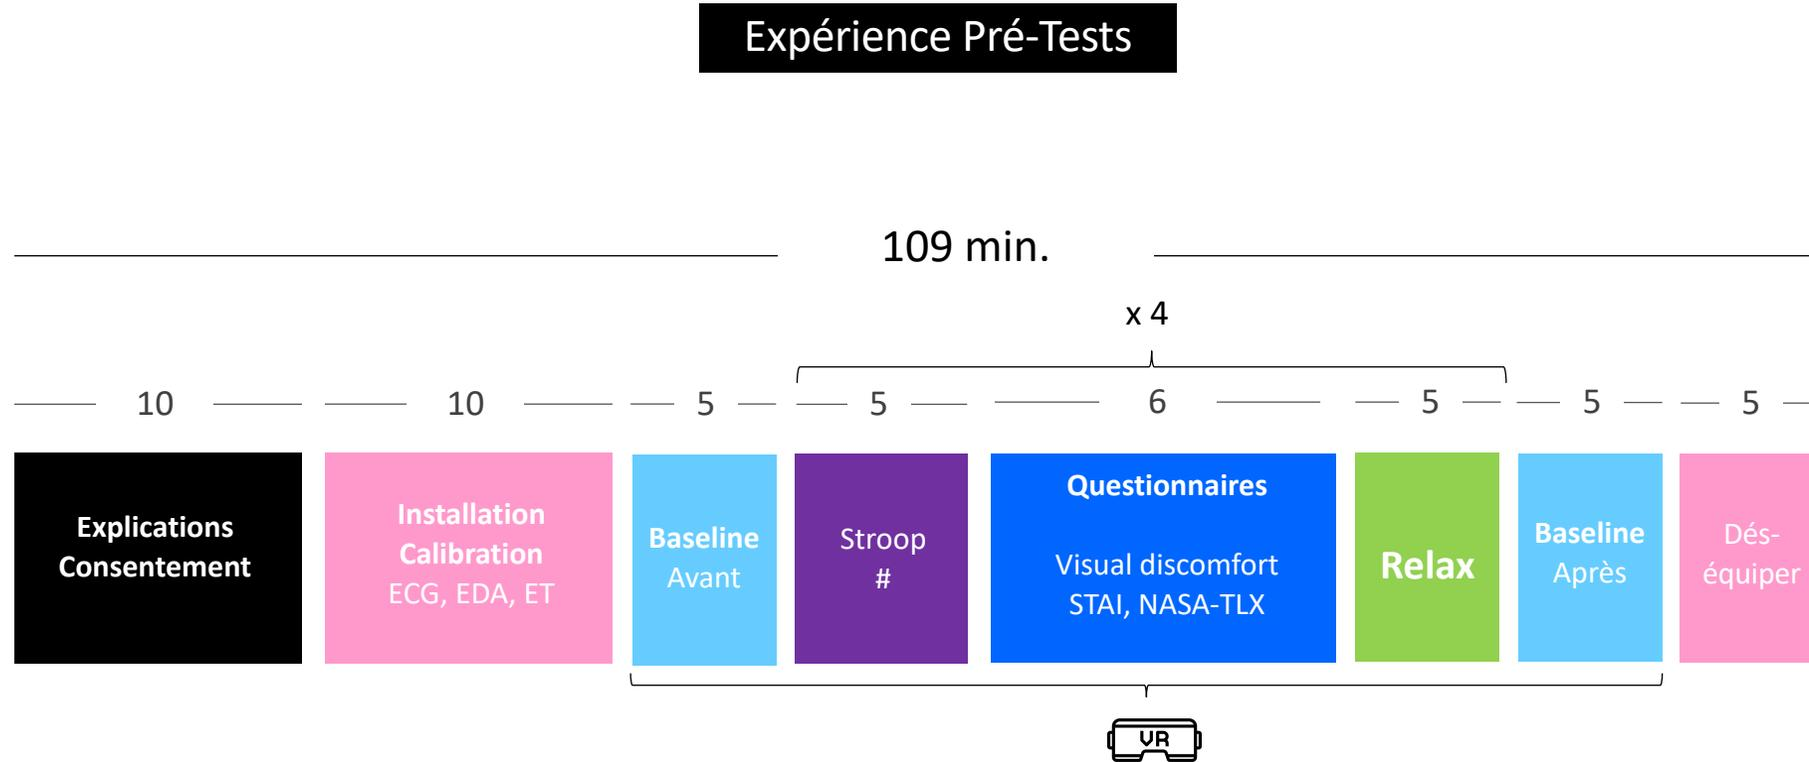 Expérience Pré-Tests
109 min.
x 4
10
10
5
5
6
5
5
5
Explications
Consentement
Installation
Calibration
ECG, EDA, ET
Baseline
Avant
Stroop
#
Questionnaires
Visual discomfort
STAI, NASA-TLX
Relax
Baseline
Après
Dés-
équiper
VR